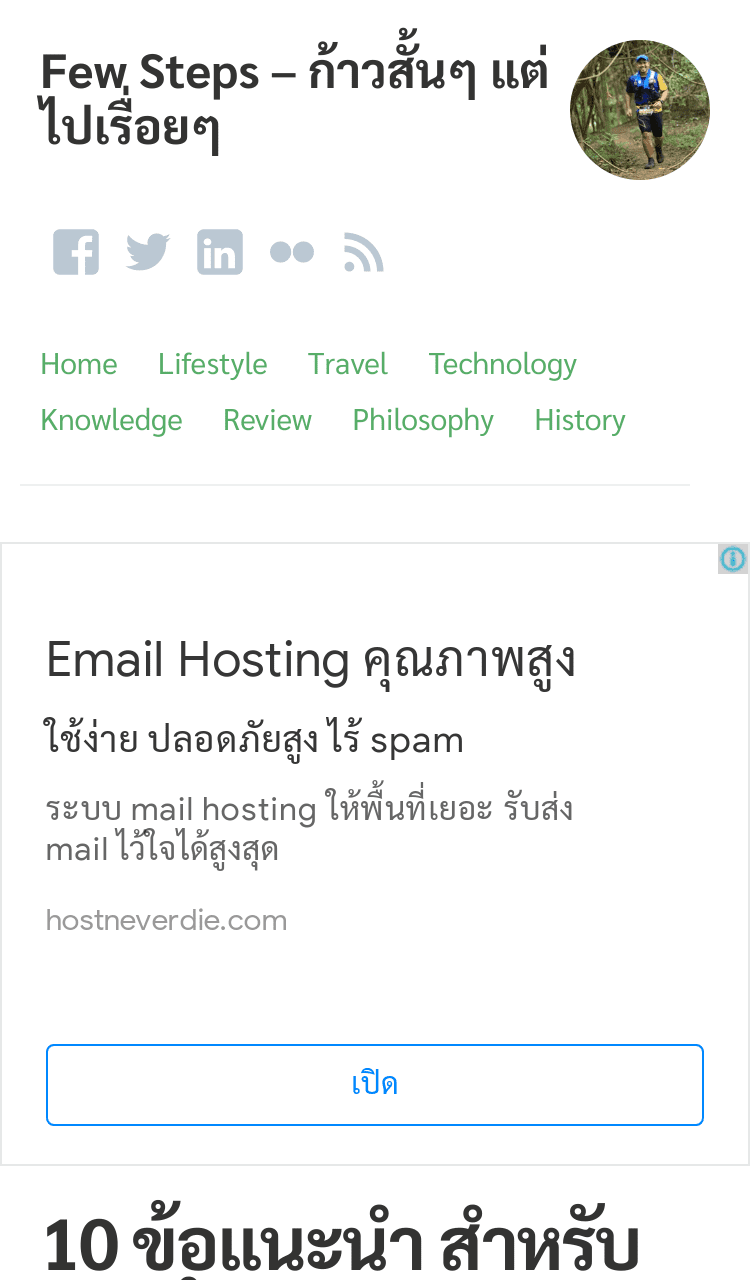 Few Steps – ก้าวสั้นๆ แต่
ไปเรื่อยๆ
Home Lifestyle Travel Technology
Knowledge Review Philosophy History
Email Hosting คุณภาพสูง
ใช้ง่าย ปลอดภัยสูง ไร้ spam
ระบบ mail hosting ให้พื้นที่เยอะ รับส่ง
mail ไว้ใจได้สูงสุด
hostneverdie.com
เปิด
10 ข้อแนะนำ สำหรับ